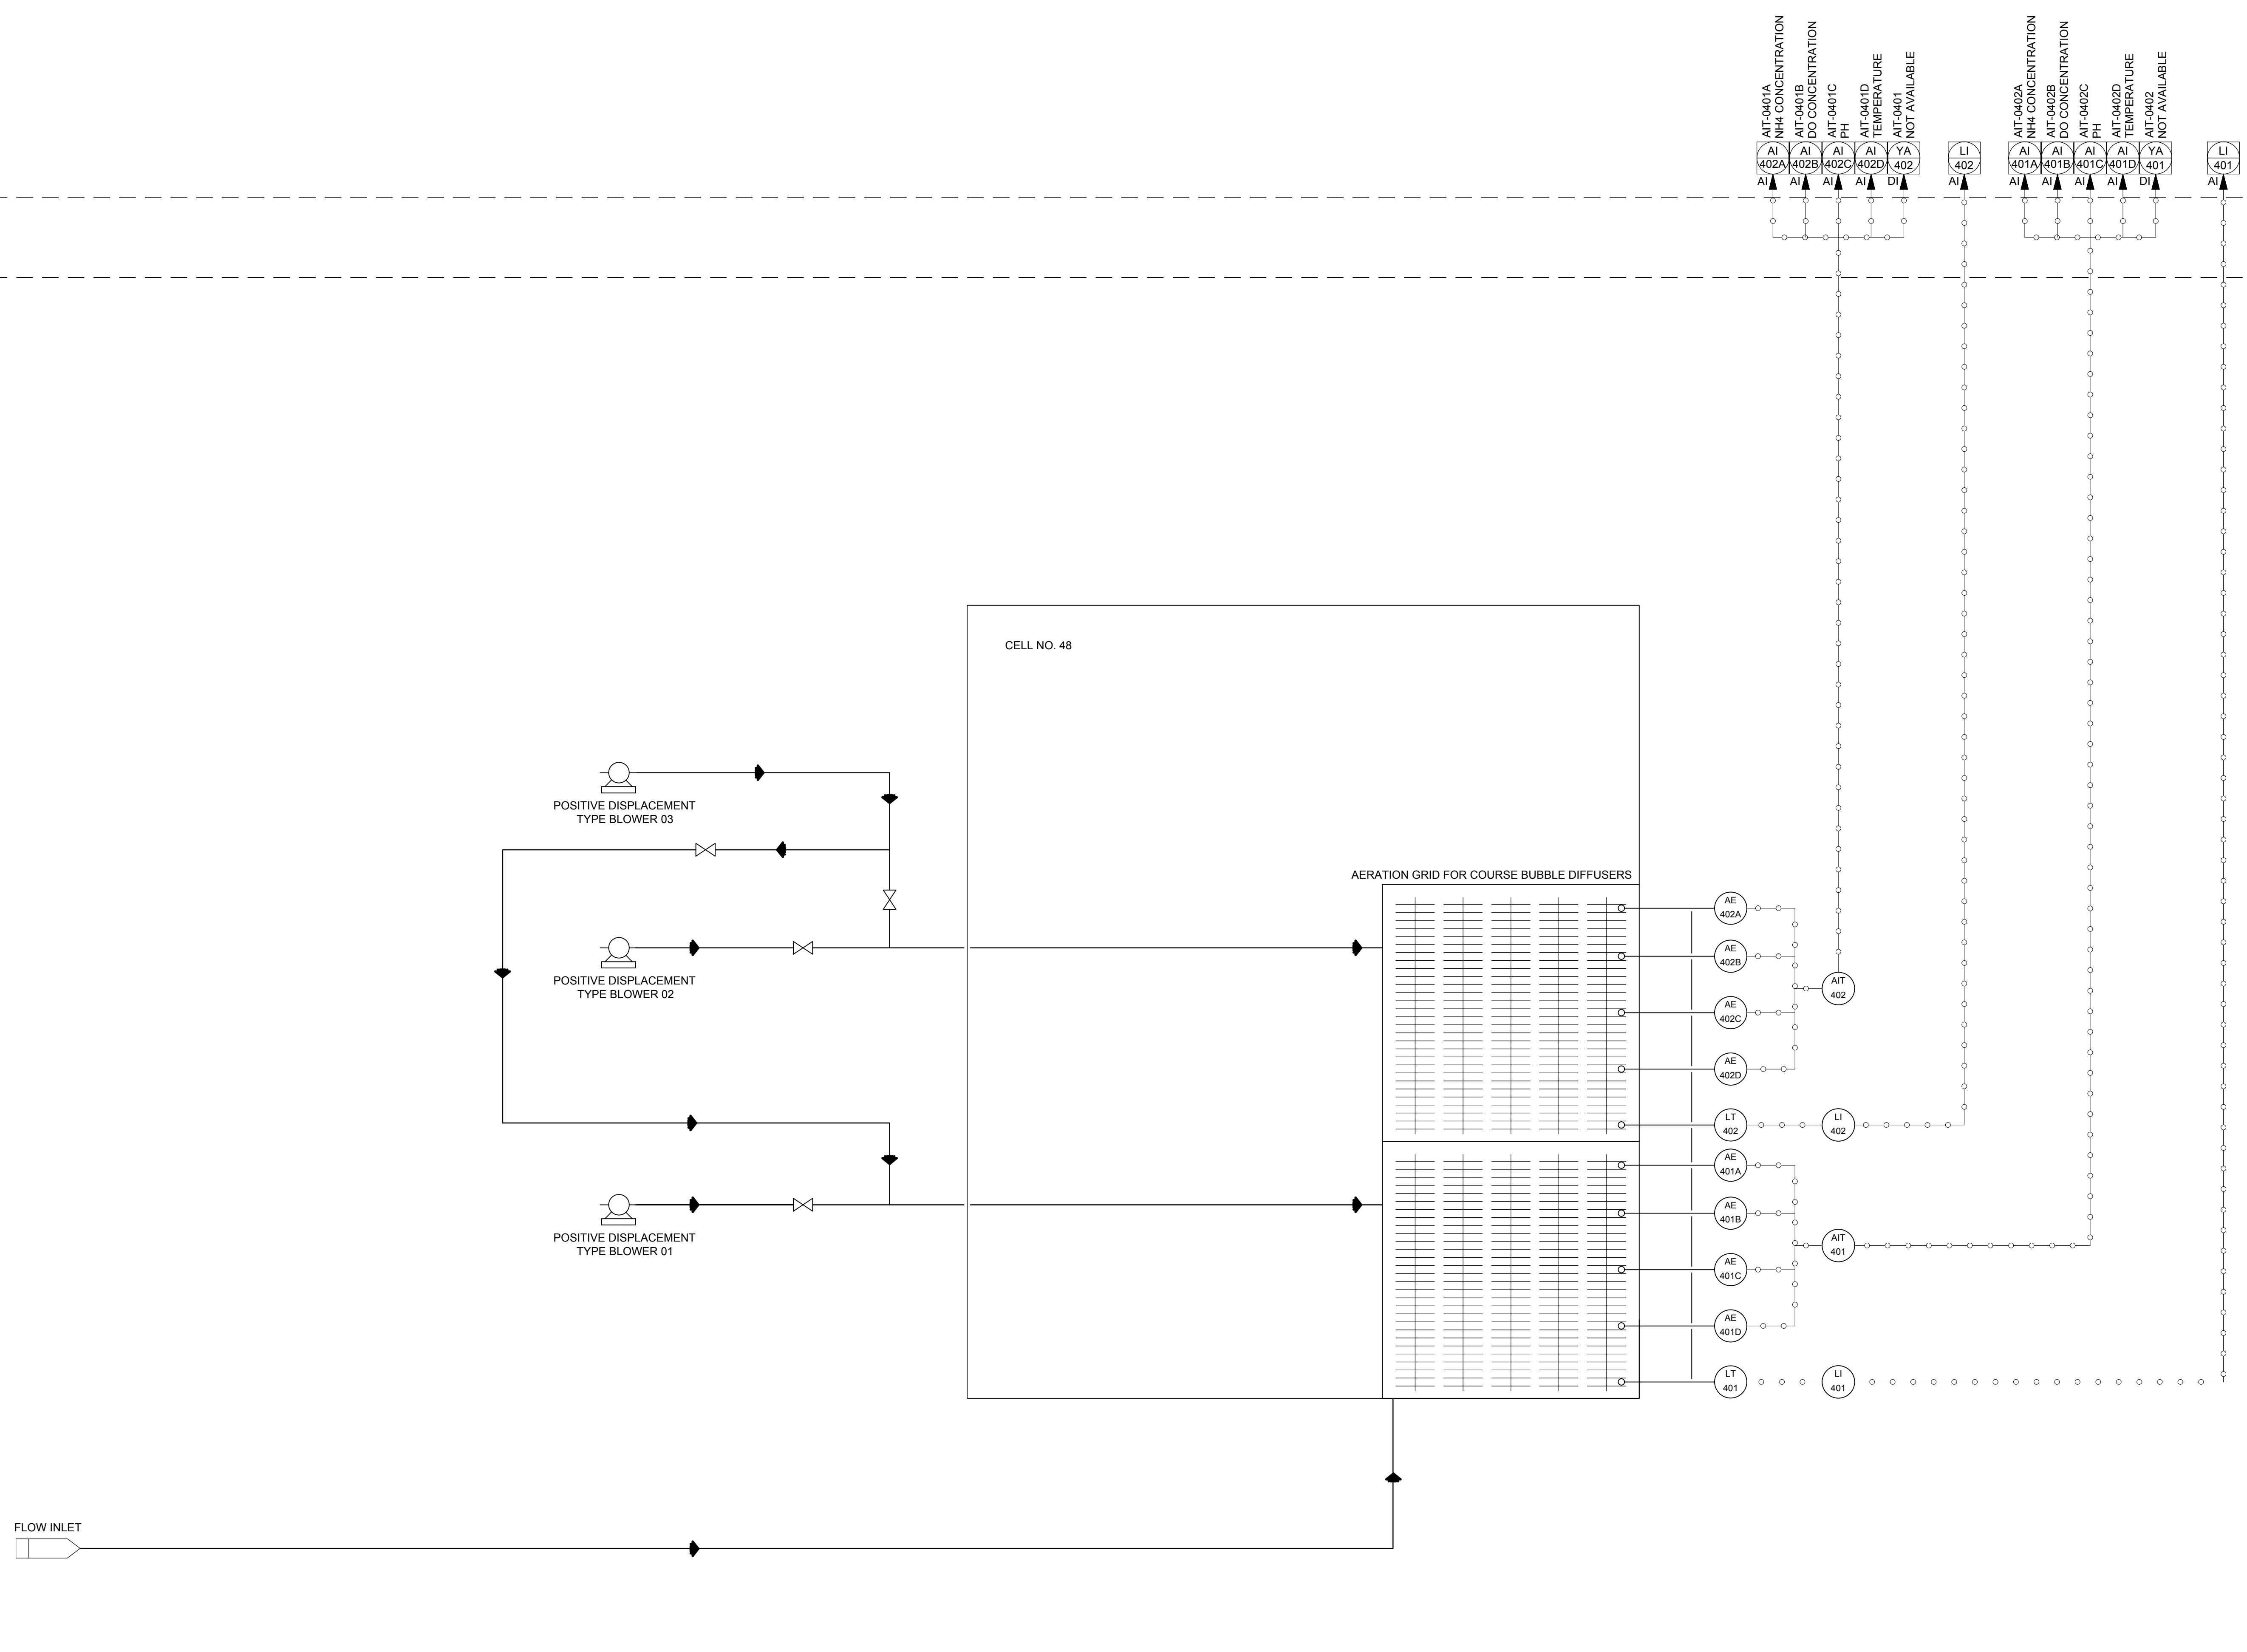 AIT-0401A
NH4 CONCENTRATION
AIT-0401B
DO CONCENTRATION
AIT-0401C
PH
AIT-0401D
TEMPERATURE
AIT-0401
NOT AVAILABLE
AIT-0402A
NH4 CONCENTRATION
AIT-0402B
DO CONCENTRATION
AIT-0402C
PH
AIT-0402D
TEMPERATURE
AIT-0402
NOT AVAILABLE
AI
402A
AI
402B
AI
402C
AI
402D
YA
402
LI
402
AI
401A
AI
401B
AI
401C
AI
401D
YA
401
LI
401
AI
AI
AI
AI
DI
AI
AI
AI
AI
AI
DI
AI
CELL NO. 48
POSITIVE DISPLACEMENT
TYPE BLOWER 03
AERATION GRID FOR COURSE BUBBLE DIFFUSERS
AE
402A
AE
402B
POSITIVE DISPLACEMENT
TYPE BLOWER 02
AIT
402
AE
402C
AE
402D
LT
402
LI
402
AE
401A
AE
401B
POSITIVE DISPLACEMENT
TYPE BLOWER 01
AIT
401
AE
401C
AE
401D
LT
401
LI
401
FLOW INLET